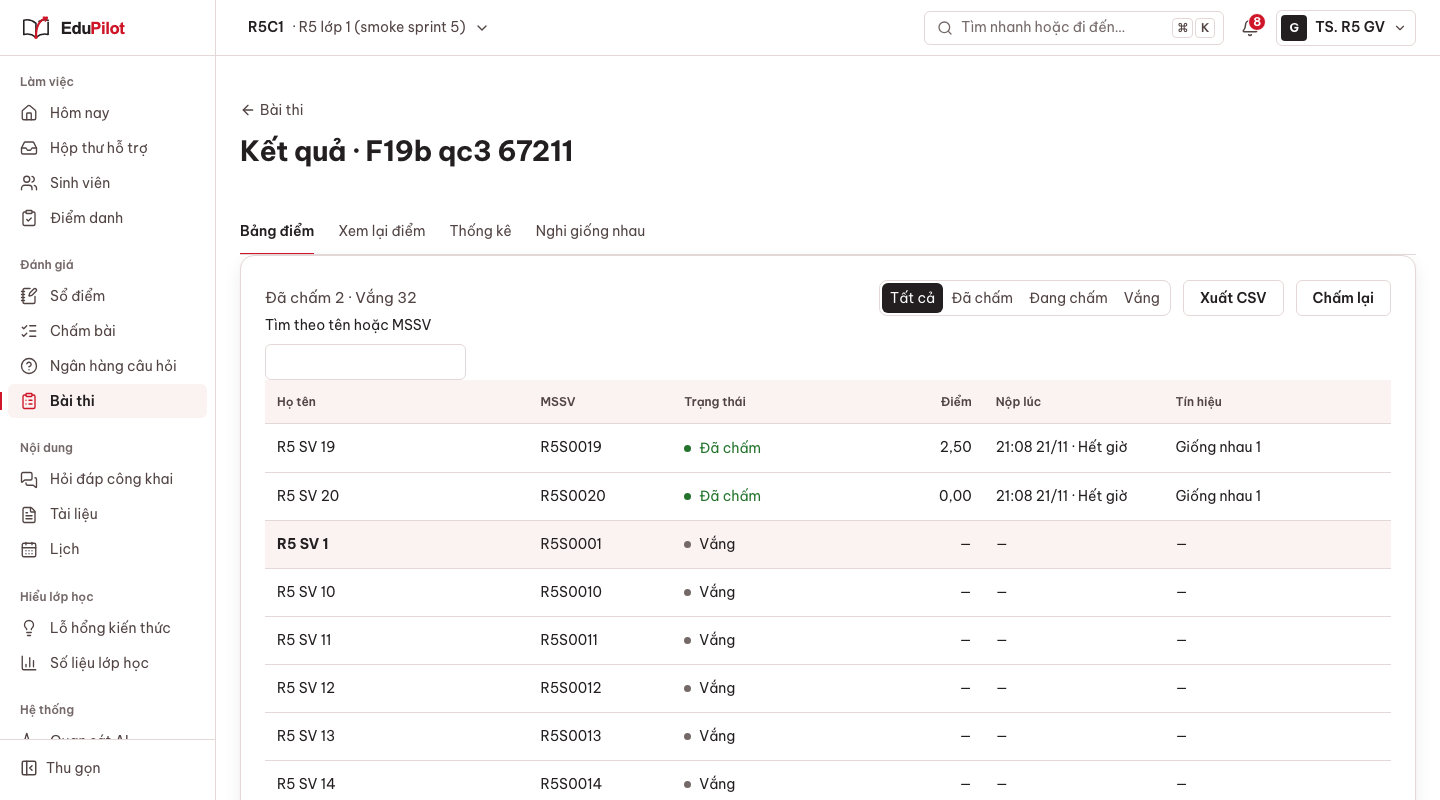 EduPilot
R5C1 · R5 lớp 1 (smoke sprint 5)
Tìm nhanh hoặc đi đến...
⌘ K
8
G
TS. R5 GV
Làm việc
Hôm nay
Hộp thư hỗ trợ
Sinh viên
Điểm danh
Đánh giá
Sổ điểm
Chấm bài
Ngân hàng câu hỏi
Bài thi
Nội dung
Hỏi đáp công khai
Tài liệu
Lịch
Hiểu lớp học
Lỗ hổng kiến thức
Số liệu lớp học
Hệ thống
Thu gọn
← Bài thi
Kết quả · F19b qc3 67211
Bảng điểm Xem lại điểm Thống kê Nghi giống nhau
Đã chấm 2 · Vắng 32
Tất cả Đã chấm Đang chấm Vắng
Xuất CSV
Chấm lại
Tìm theo tên hoặc MSSV
Họ tên MSSV Trạng thái Điểm Nộp lúc Tín hiệu
R5 SV 19 R5S0019 Đã chấm 2,50 21:08 21/11 · Hết giờ Giống nhau 1
R5 SV 20 R5S0020 Đã chấm 0,00 21:08 21/11 · Hết giờ Giống nhau 1
R5 SV 1 R5S0001 Vắng — — —
R5 SV 10 R5S0010 Vắng — — —
R5 SV 11 R5S0011 Vắng — — —
R5 SV 12 R5S0012 Vắng — — —
R5 SV 13 R5S0013 Vắng — — —
R5 SV 14 R5S0014 Vắng — — —